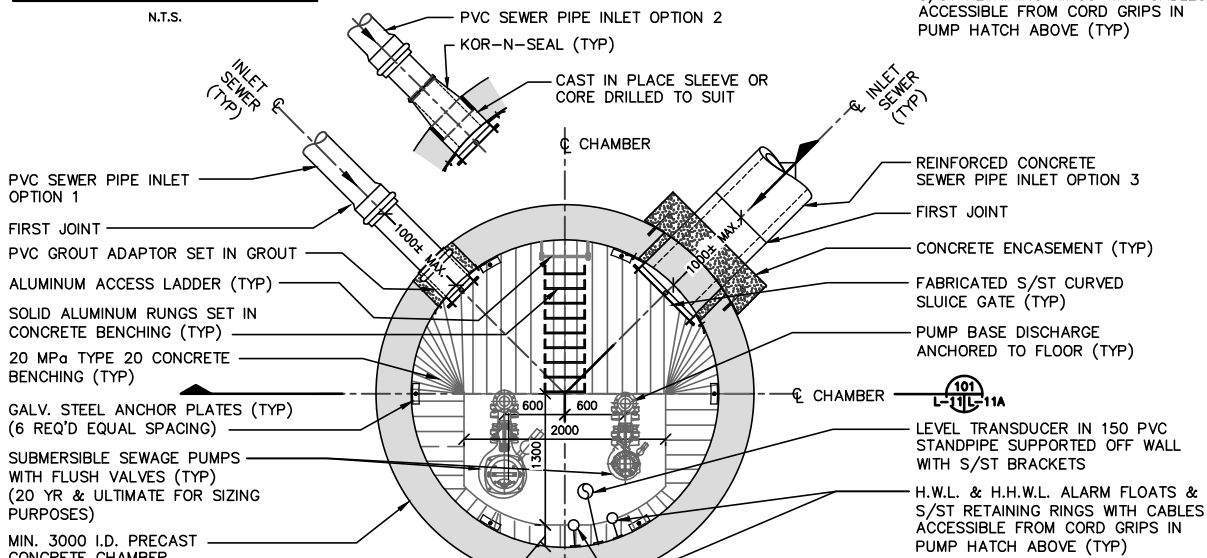 N.T.S.
PVC SEWER PIPE INLET OPTION 2
KOR-N-SEAL (TYP)
CAST IN PLACE SLEEVE OR
CORE DRILLED TO SUIT
ACCESSIBLE FROM CORD GRIPS IN
PUMP HATCH ABOVE (TYP)
INLET
SEWER
(TYP)
℄
℄ CHAMBER
℄ INLET
SEWER
(TYP)
PVC SEWER PIPE INLET
OPTION 1
FIRST JOINT
PVC GROUT ADAPTOR SET IN GROUT
ALUMINUM ACCESS LADDER (TYP)
SOLID ALUMINUM RUNGS SET IN
CONCRETE BENCHING (TYP)
20 MPa TYPE 20 CONCRETE
BENCHING (TYP)
GALV. STEEL ANCHOR PLATES (TYP)
(6 REQ'D EQUAL SPACING)
SUBMERSIBLE SEWAGE PUMPS
WITH FLUSH VALVES (TYP)
(20 YR & ULTIMATE FOR SIZING
PURPOSES)
MIN. 3000 I.D. PRECAST
CONCRETE CHAMBER
1000± MAX.
1000± MAX.
600
600
2000
1300
REINFORCED CONCRETE
SEWER PIPE INLET OPTION 3
FIRST JOINT
CONCRETE ENCASEMENT (TYP)
FABRICATED S/ST CURVED
SLUICE GATE (TYP)
PUMP BASE DISCHARGE
ANCHORED TO FLOOR (TYP)
℄ CHAMBER
101
L-11 L-11A
LEVEL TRANSDUCER IN 150 PVC
STANDPIPE SUPPORTED OFF WALL
WITH S/ST BRACKETS
H.W.L. & H.H.W.L. ALARM FLOATS &
S/ST RETAINING RINGS WITH CABLES
ACCESSIBLE FROM CORD GRIPS IN
PUMP HATCH ABOVE (TYP)